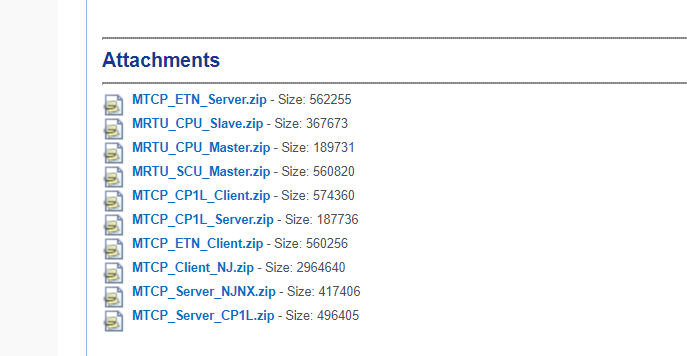 Attachments
MTCP_ETN_Server.zip - Size: 562255
MRTU_CPU_Slave.zip - Size: 367673
MRTU_CPU_Master.zip - Size: 189731
MRTU_SCU_Master.zip - Size: 560820
MTCP_CP1L_Client.zip - Size: 574360
MTCP_CP1L_Server.zip - Size: 187736
MTCP_ETN_Client.zip - Size: 560256
MTCP_Client_NJ.zip - Size: 2964640
MTCP_Server_NJNX.zip - Size: 417406
MTCP_Server_CP1L.zip - Size: 496405